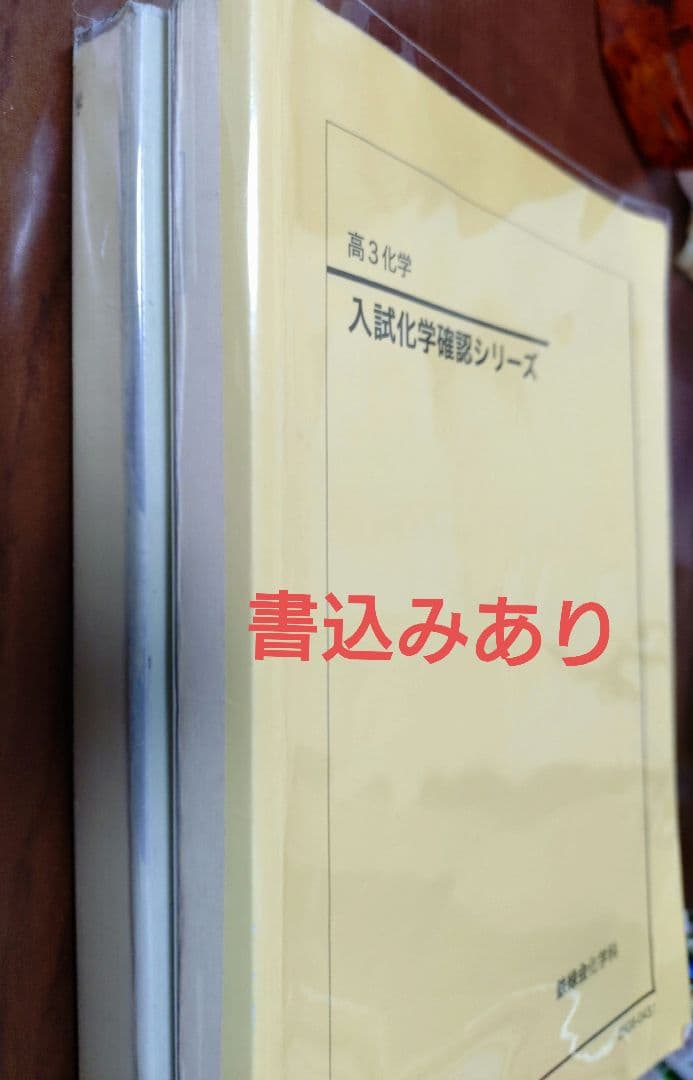 高3化学
入試化学確認シリーズ
書込みあり
鉄緑会化学科